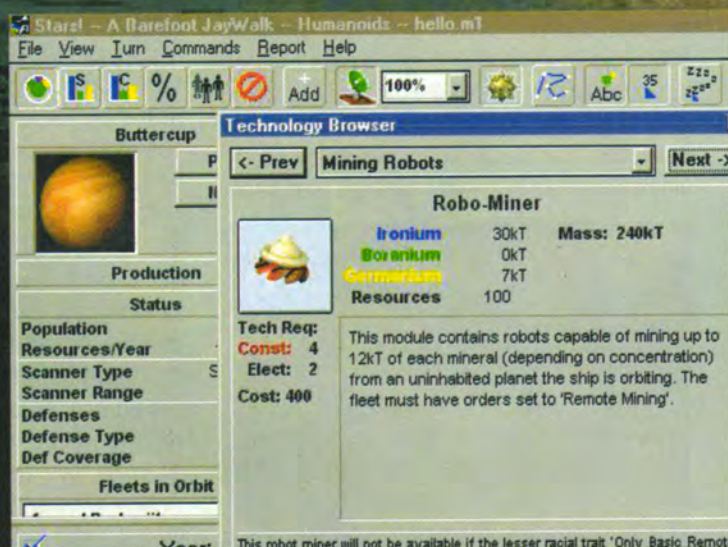 Stars! -- A Barefoot JayWalk -- Humanoids -- hello.m1
File View Turn Commands Report Help
S C % Add 100% Abc 35
Buttercup
Technology Browser
<- Prev Mining Robots Next ->
Robo-Miner
Ironium 30kT Mass: 240kT
Boranium 0kT
Germanium 7kT
Resources 100
Production
Status
Population
Resources/Year
Scanner Type S
Scanner Range
Defenses
Defense Type
Def Coverage
Fleets in Orbit
Tech Req:
Const: 4
Elect: 2
Cost: 400
This module contains robots capable of mining up to
12kT of each mineral (depending on concentration)
from an uninhabited planet the ship is orbiting. The
fleet must have orders set to 'Remote Mining'.
This robot miner will not be available if the lesser racial trait 'Only Basic Remot